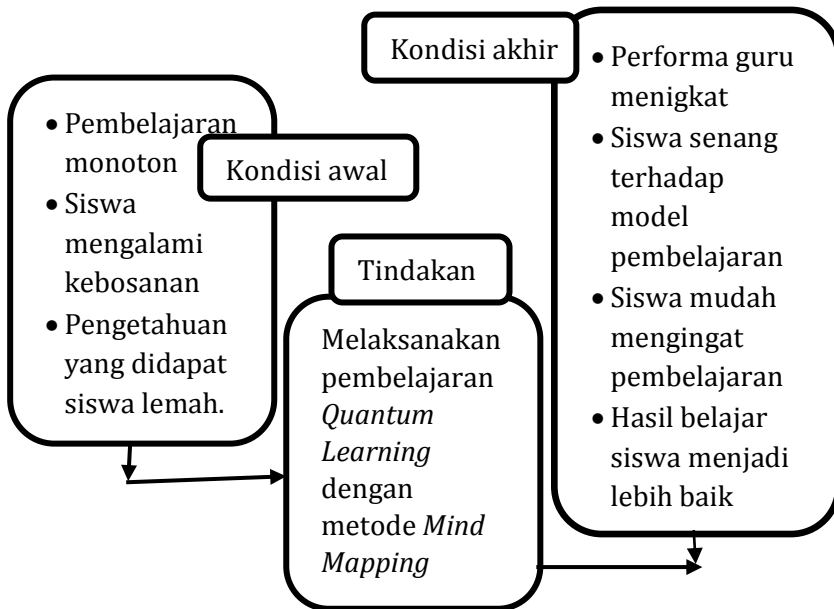 Kondisi awal
• Pembelajaran
monoton
• Siswa
mengalami
kebosanan
• Pengetahuan
yang didapat
siswa lemah.
Tindakan
Melaksanakan
pembelajaran
Quantum
Learning
dengan
metode Mind
Mapping
Kondisi akhir
• Performa guru
menigkat
• Siswa senang
terhadap
model
pembelajaran
• Siswa mudah
mengingat
pembelajaran
• Hasil belajar
siswa menjadi
lebih baik